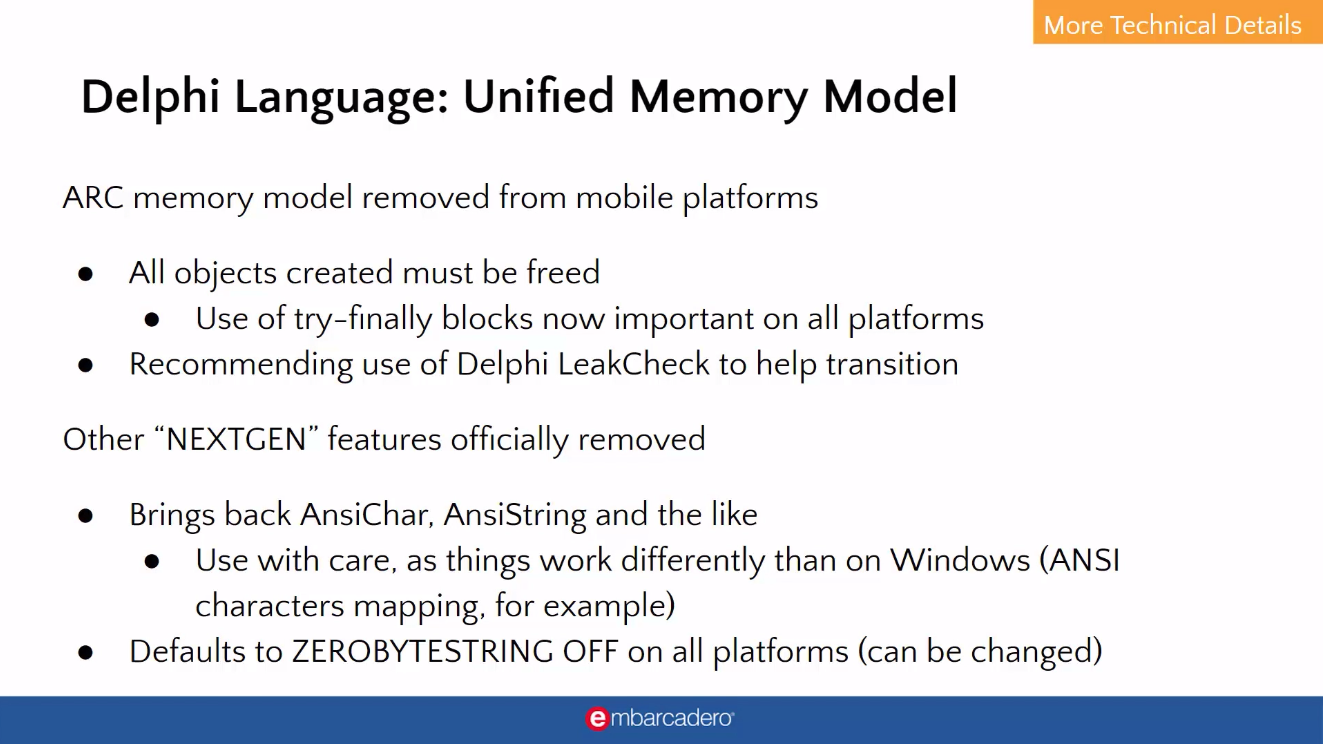 More Technical Details
Delphi Language: Unified Memory Model
ARC memory model removed from mobile platforms
● All objects created must be freed
● Use of try-finally blocks now important on all platforms
● Recommending use of Delphi LeakCheck to help transition
Other “NEXTGEN” features officially removed
● Brings back AnsiChar, AnsiString and the like
● Use with care, as things work differently than on Windows (ANSI
characters mapping, for example)
● Defaults to ZEROBYTESTRING OFF on all platforms (can be changed)
embarcadero